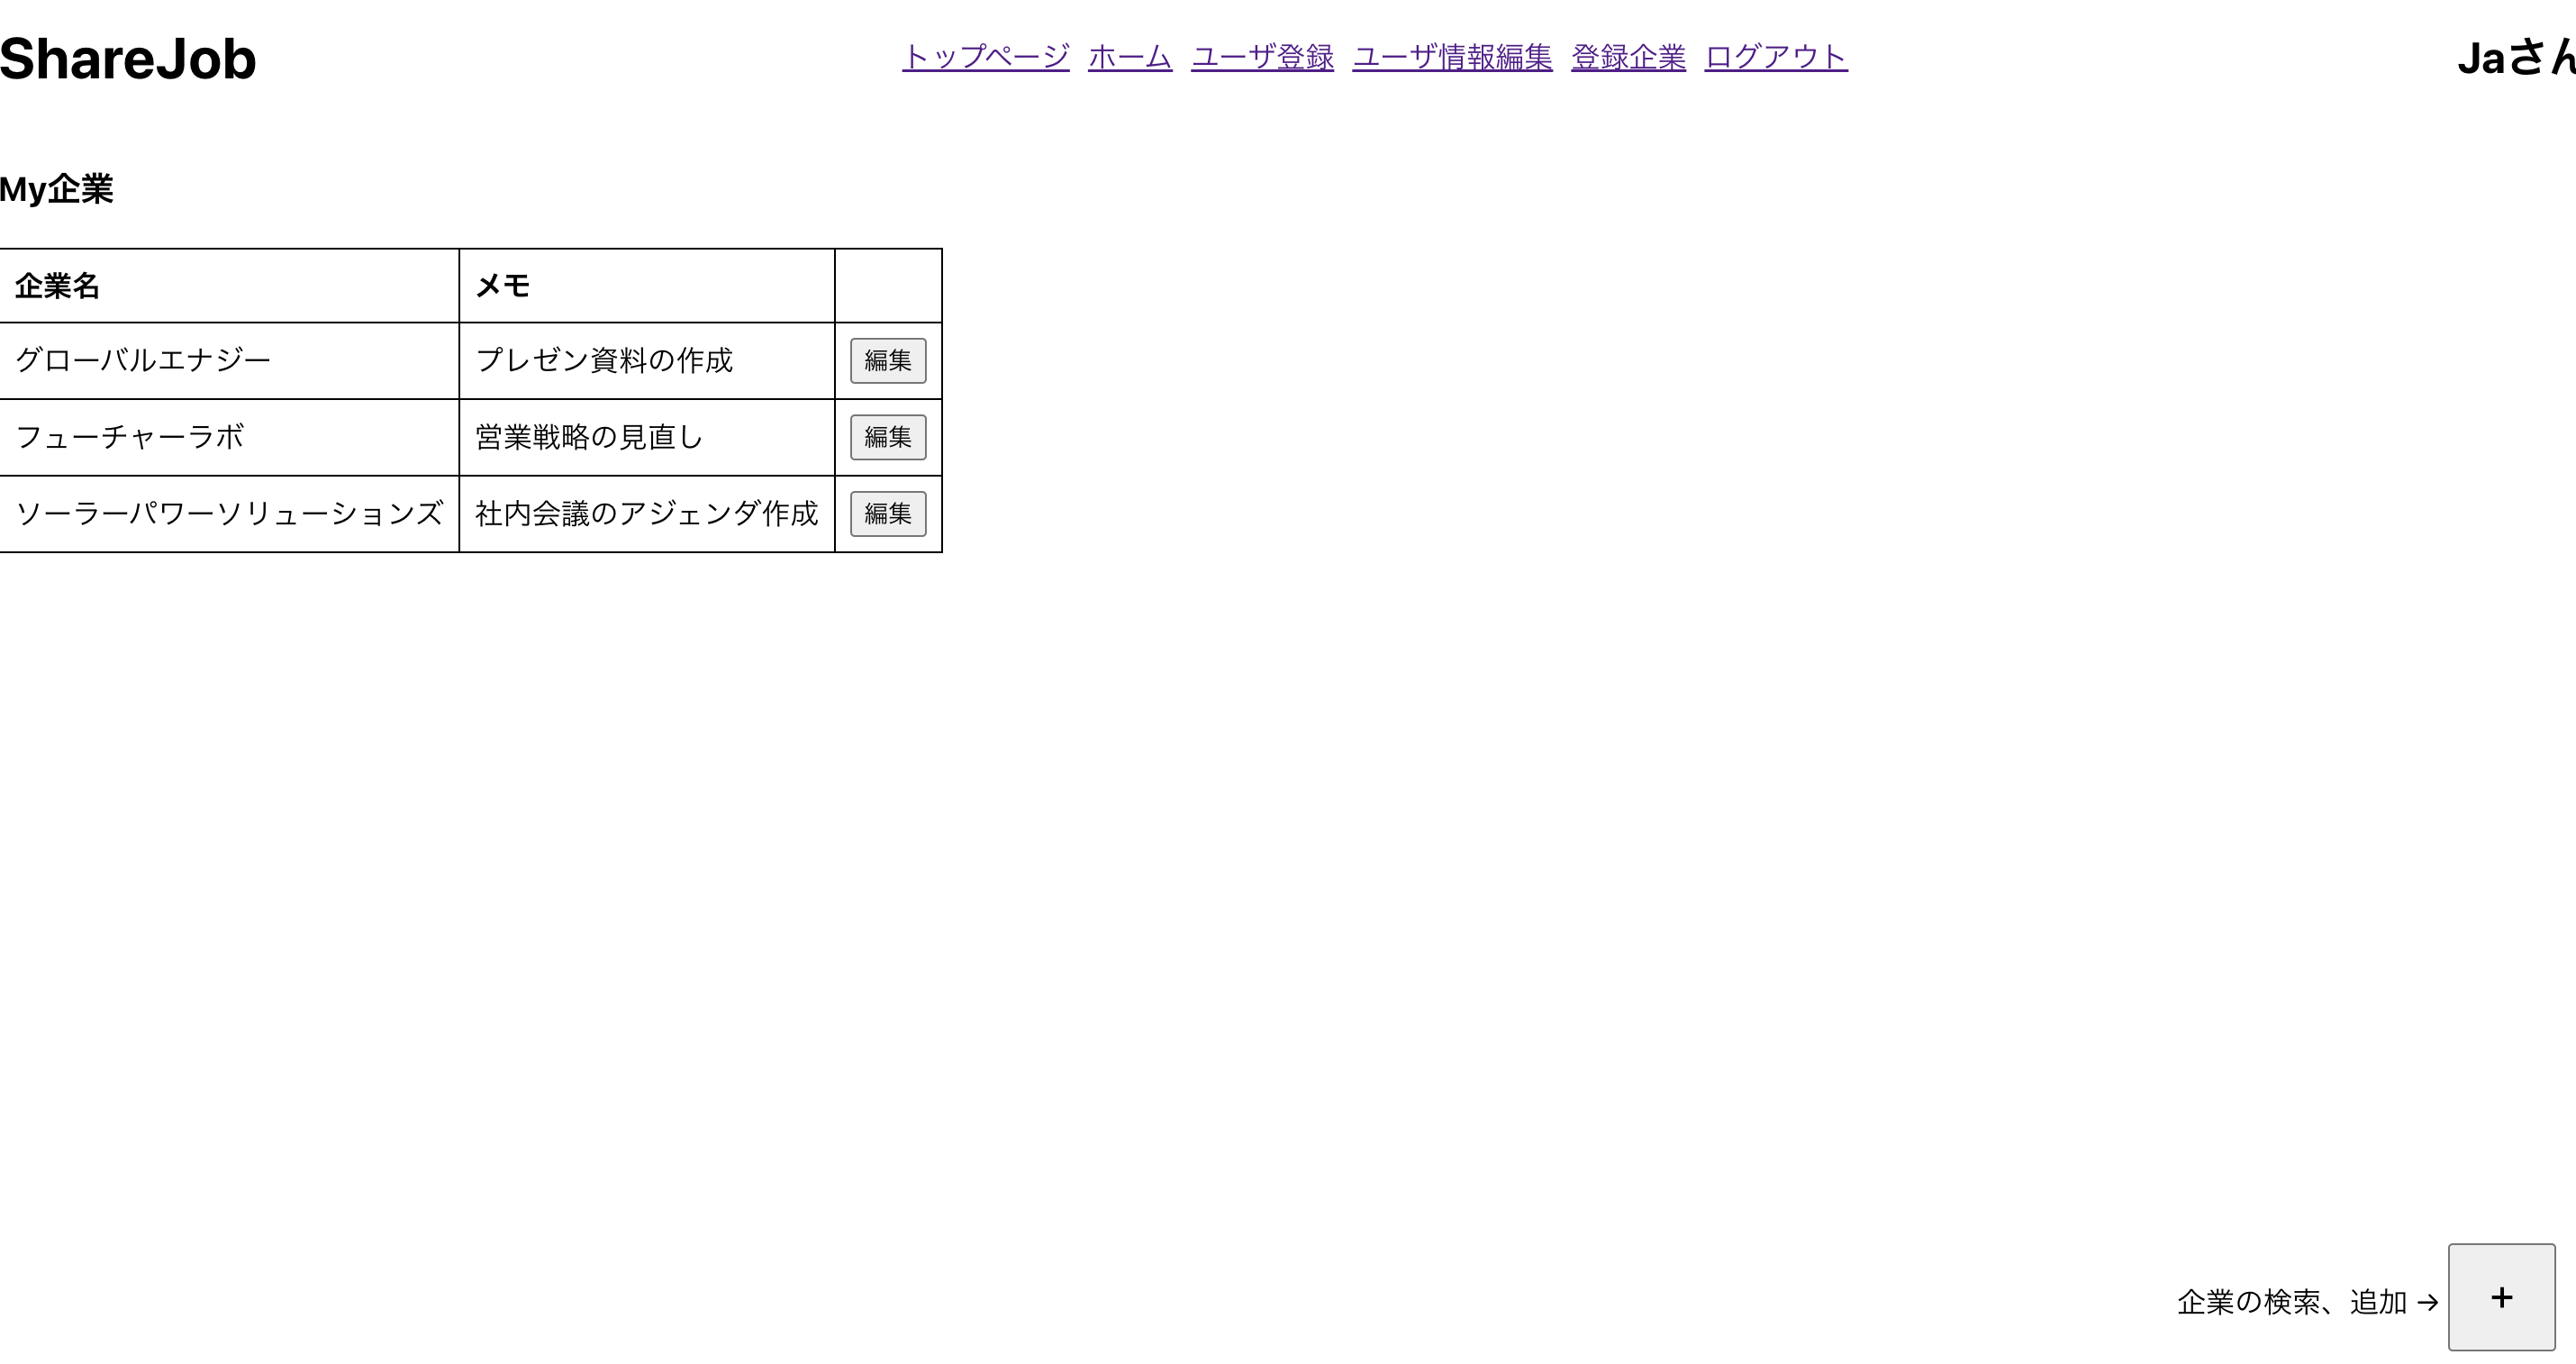 ShareJob トップページ ホーム ユーザ登録 ユーザ情報編集 登録企業 ログアウト Jaさん
My企業
企業名 メモ
グローバルエナジー プレゼン資料の作成 編集
フューチャーラボ 営業戦略の見直し 編集
ソーラーパワーソリューションズ 社内会議のアジェンダ作成 編集
企業の検索、追加 → +